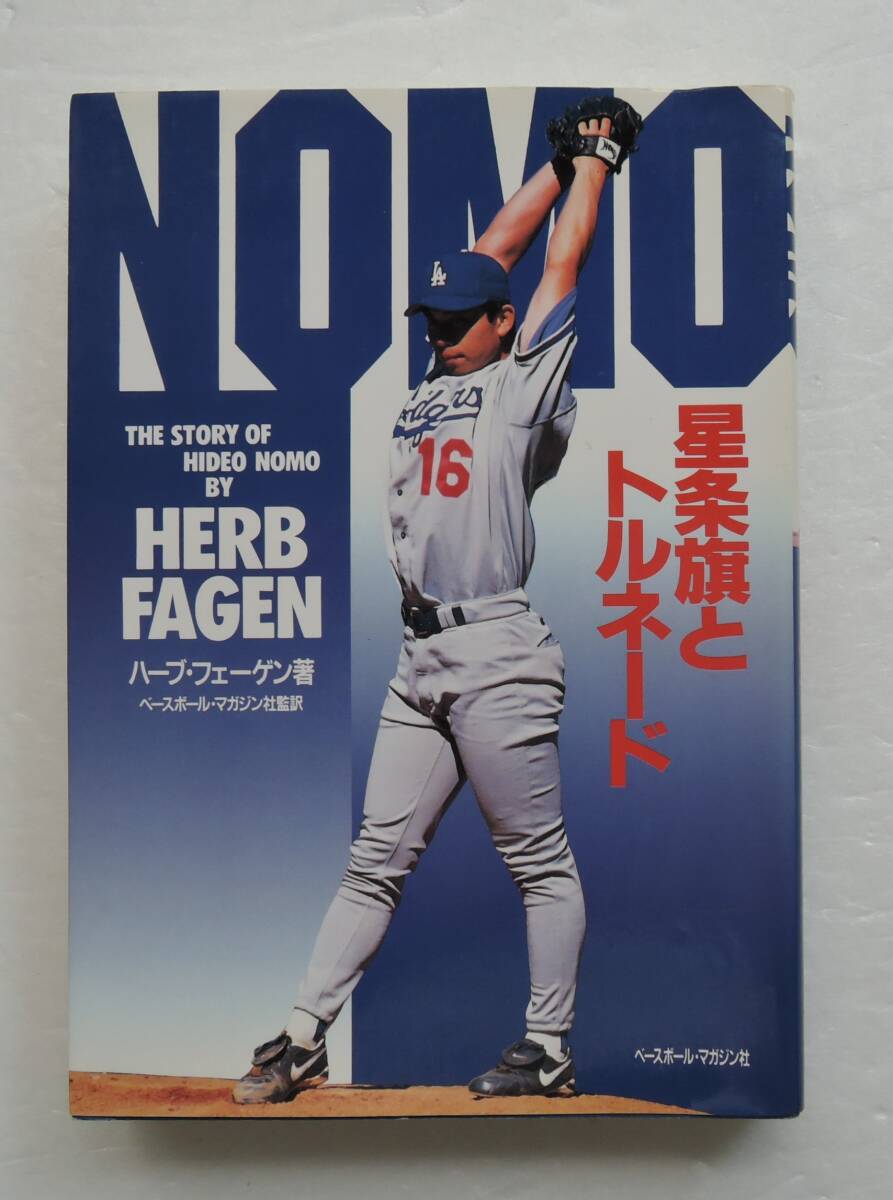 NOMO
THE STORY OF
HIDEO NOMO
BY
HERB
FAGEN
ハーブ・フェーゲン著
ベースボール・マガジン社監訳
星条旗と
トルネード
LA
Dodgers
16
ベースボール・マガジン社